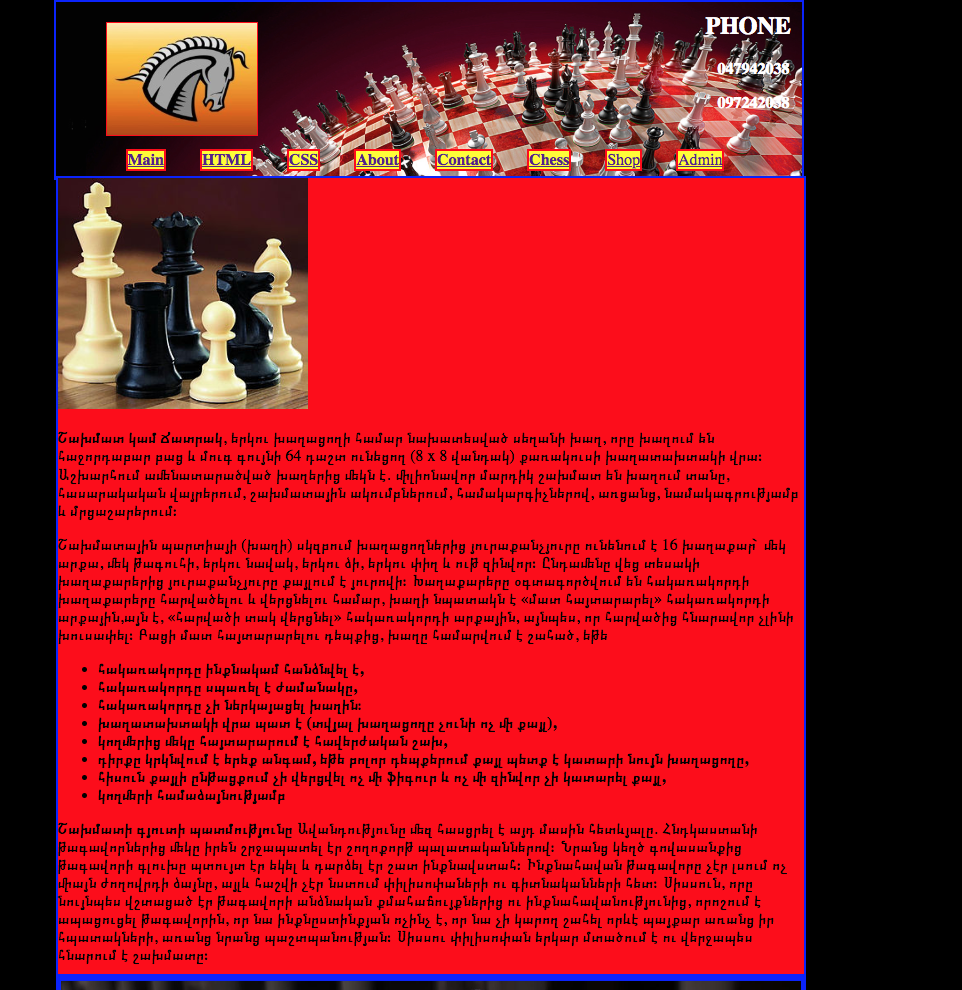 PHONE
047942038
097242038
Main HTML CSS About Contact Chess Shop Admin
Շախմատ կամ Ճատրակ, երկու խաղացողի համար նախատեսված սեղանի խաղ, որը խաղում են
հաջորդաբար բաց և մուգ գույնի 64 դաշտ ունեցող (8 x 8 վանդակ) քառակուսի խաղատախտակի վրա:
Աշխարհում ամենատարածված խաղերից մեկն է. միլիոնավոր մարդիկ շախմատ են խաղում տանը,
հասարակական վայրերում, շախմատային ակումբներում, համակարգիչներով, առցանց, նամակագրությամբ
և մրցաշարերում:
Շախմատային պարտիայի (խաղի) սկզբում խաղացողներից յուրաքանչյուրը ունենում է 16 խաղաքար՝ մեկ
արքա, մեկ թագուհի, երկու նավակ, երկու ձի, երկու փիղ և ութ զինվոր: Ընդամենը վեց տեսակի
խաղաքարերից յուրաքանչյուրը քայլում է յուրովի: Խաղաքարերը օգտագործվում են հակառակորդի
խաղաքարերը հարվածելու և վերցնելու համար, խաղի նպատակն է «մատ հայտարարել» հակառակորդի
արքային,այն է, «հարվածի տակ վերցնել» հակառակորդի արքային, այնպես, որ հարվածից հնարավոր չլինի
խուսափել: Բացի մատ հայտարարելու դեպքից, խաղը համարվում է շահած, եթե
• հակառակորդը ինքնակամ հանձնվել է,
• հակառակորդը սպառել է ժամանակը,
• հակառակորդը չի ներկայացել խաղին:
• խաղատախտակի վրա պատ է (տվյալ խաղացողը չունի ոչ մի քայլ),
• կողմերից մեկը հայտարարում է հավերժական շախ,
• դիրքը կրկնվում է երեք անգամ, եթե բոլոր դեպքերում քայլ պետք է կատարի նույն խաղացողը,
• հիսուն քայլի ընթացքում չի վերցվել ոչ մի ֆիգուր և ոչ մի զինվոր չի կատարել քայլ,
• կողմերի համաձայնությամբ
Շախմատի գյուտի պատմությունը Ավանդությունը մեզ հասցրել է այդ մասին հետևյալը. Հնդկաստանի
թագավորներից մեկը իրեն շրջապատել էր շողոքորթ պալատականներով: Նրանց կեղծ գովասանքից
թագավորի գլուխը պտույտ էր եկել և դարձել էր շատ ինքնավստահ: Ինքնահավան թագավորը չէր լսում ոչ
միայն ժողովրդի ձայնը, այլև հաշվի չէր նստում փիլիսոփաների ու գիտնականների հետ: Սիսսուն, որը
նույնպես վշտացած էր թագավորի անձնական քմահաճույքներից ու ինքնահավանությունից, որոշում է
ապացուցել թագավորին, որ նա ինքնըստինքյան ոչինչ է, որ նա չի կարող շահել որևէ պայքար առանց իր
հպատակների, առանց նրանց պաշտպանության: Սիսսու փիլիսոփան երկար մտածում է ու վերջապես
հնարում է շախմատը: